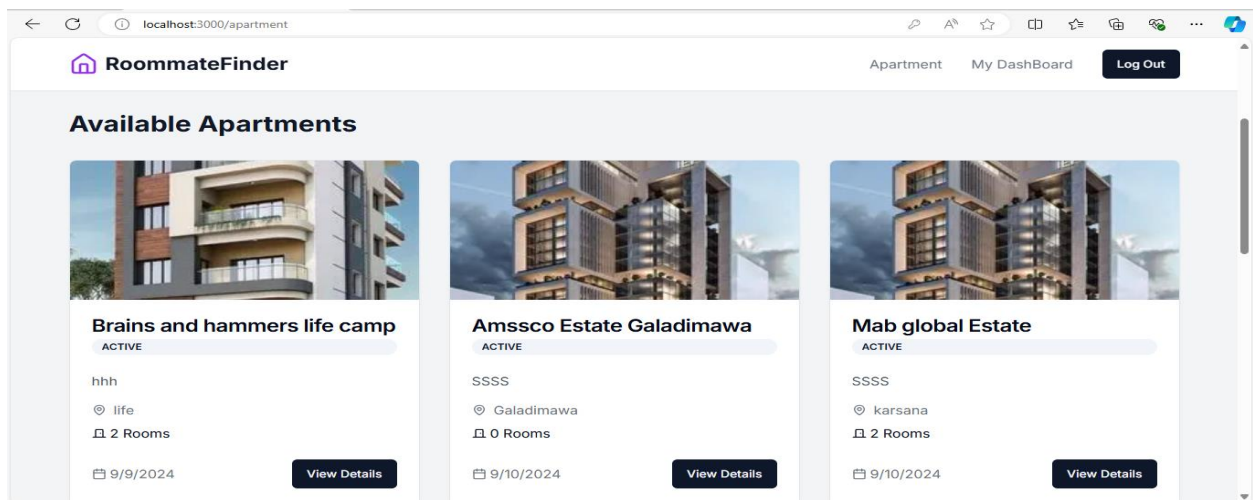 localhost:3000/apartment
RoommateFinder
Apartment My DashBoard Log Out
Available Apartments
Brains and hammers life camp
ACTIVE
hhh
life
2 Rooms
9/9/2024 View Details
Amssco Estate Galadimawa
ACTIVE
SSSS
Galadimawa
0 Rooms
9/10/2024 View Details
Mab global Estate
ACTIVE
SSSS
karsana
2 Rooms
9/10/2024 View Details